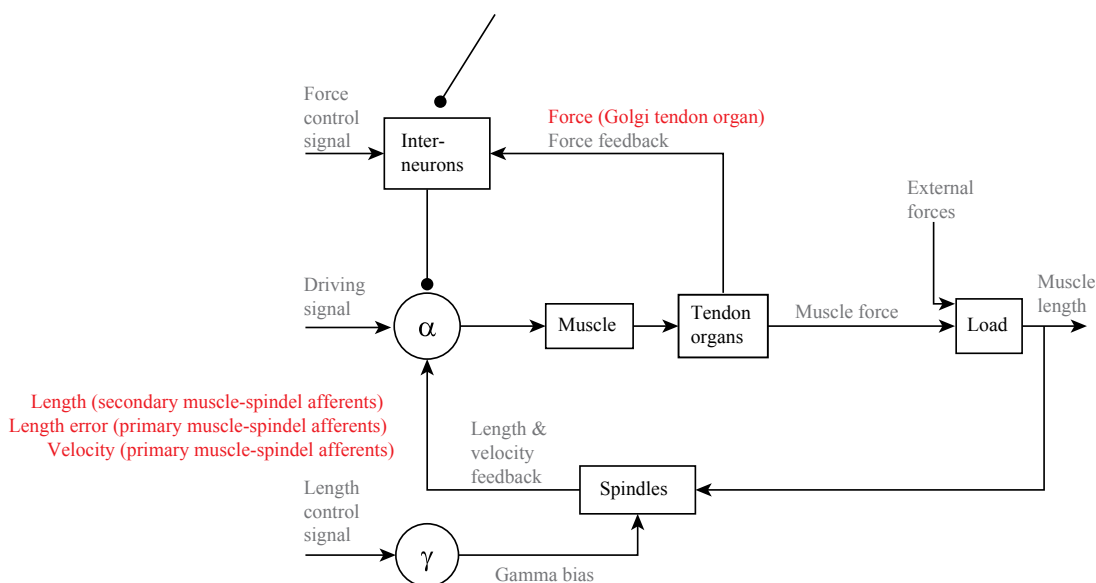 Force
control
signal
Inter-
neurons
Force (Golgi tendon organ)
Force feedback
External
forces
Driving
signal
α
Muscle
Tendon
organs
Muscle force
Load
Muscle
length
Length (secondary muscle-spindel afferents)
Length error (primary muscle-spindel afferents)
Velocity (primary muscle-spindel afferents)
Length &
velocity
feedback
Spindles
Length
control
signal
γ
Gamma bias